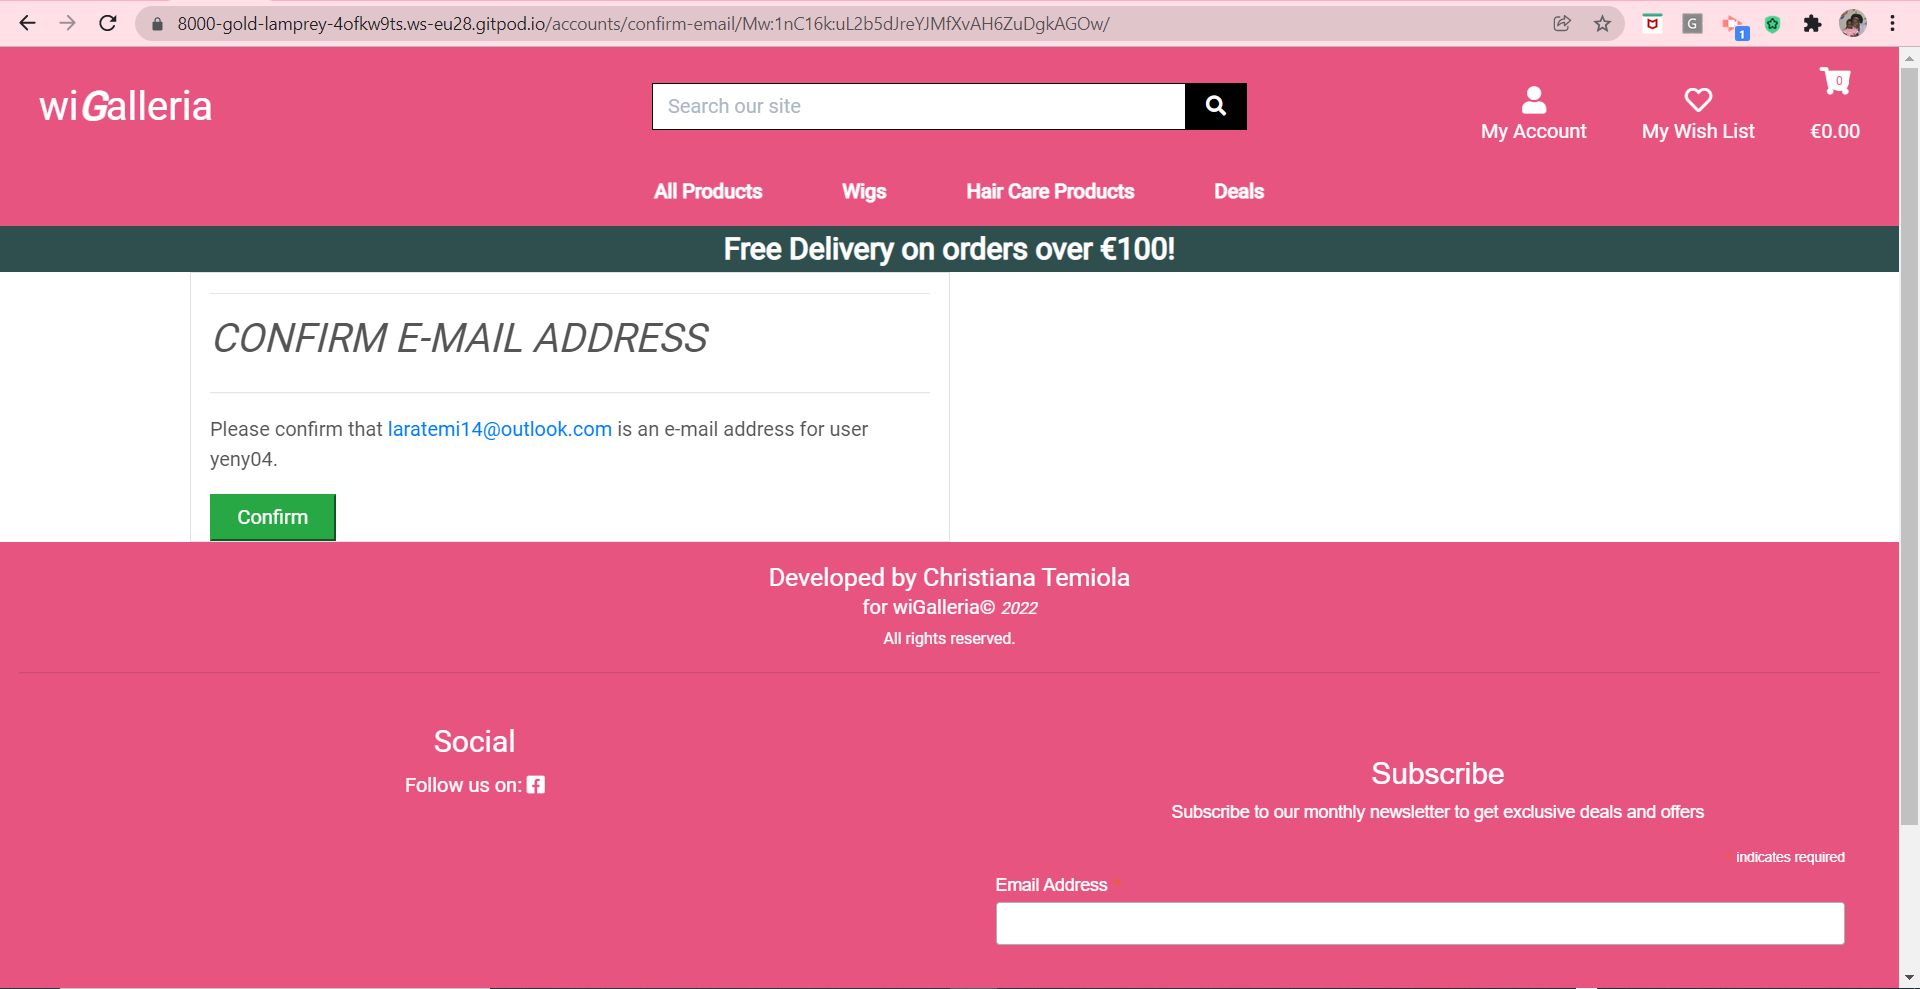 8000-gold-lamprey-4ofkw9ts.ws-eu28.gitpod.io/accounts/confirm-email/Mw:1nC16k:uL2b5dJreYJMfXvAH6ZuDgkAGOw/
G
1
wiGalleria
Search our site
My Account
My Wish List
0
€0.00
All Products
Wigs
Hair Care Products
Deals
Free Delivery on orders over €100!
CONFIRM E-MAIL ADDRESS
Please confirm that laratemi14@outlook.com is an e-mail address for user
yeny04.
Confirm
Developed by Christiana Temiola
for wiGalleria© 2022
All rights reserved.
Social
Follow us on:
Subscribe
Subscribe to our monthly newsletter to get exclusive deals and offers
* indicates required
Email Address *